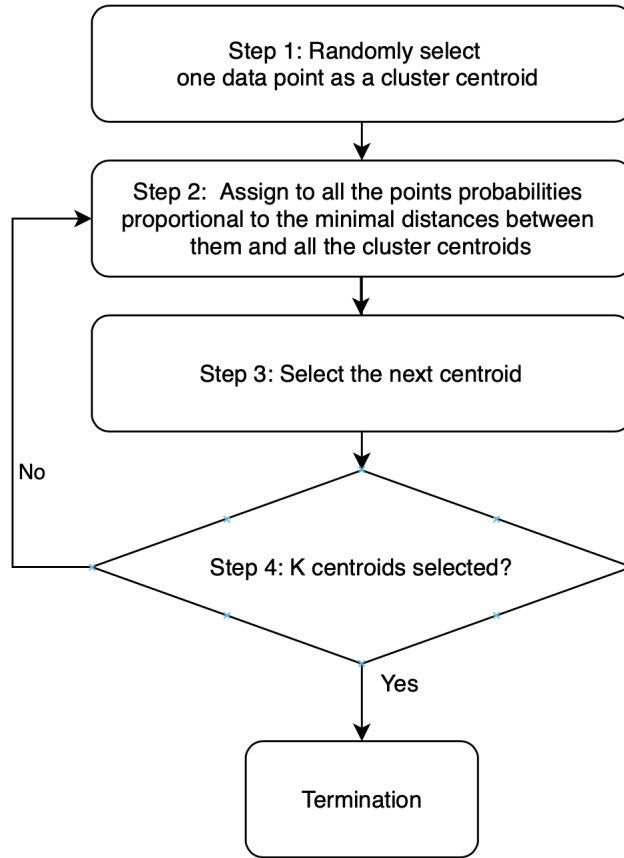 Step 1: Randomly select
one data point as a cluster centroid
Step 2:  Assign to all the points probabilities
proportional to the minimal distances between
them and all the cluster centroids
Step 3: Select the next centroid
No
Step 4: K centroids selected?
Yes
Termination